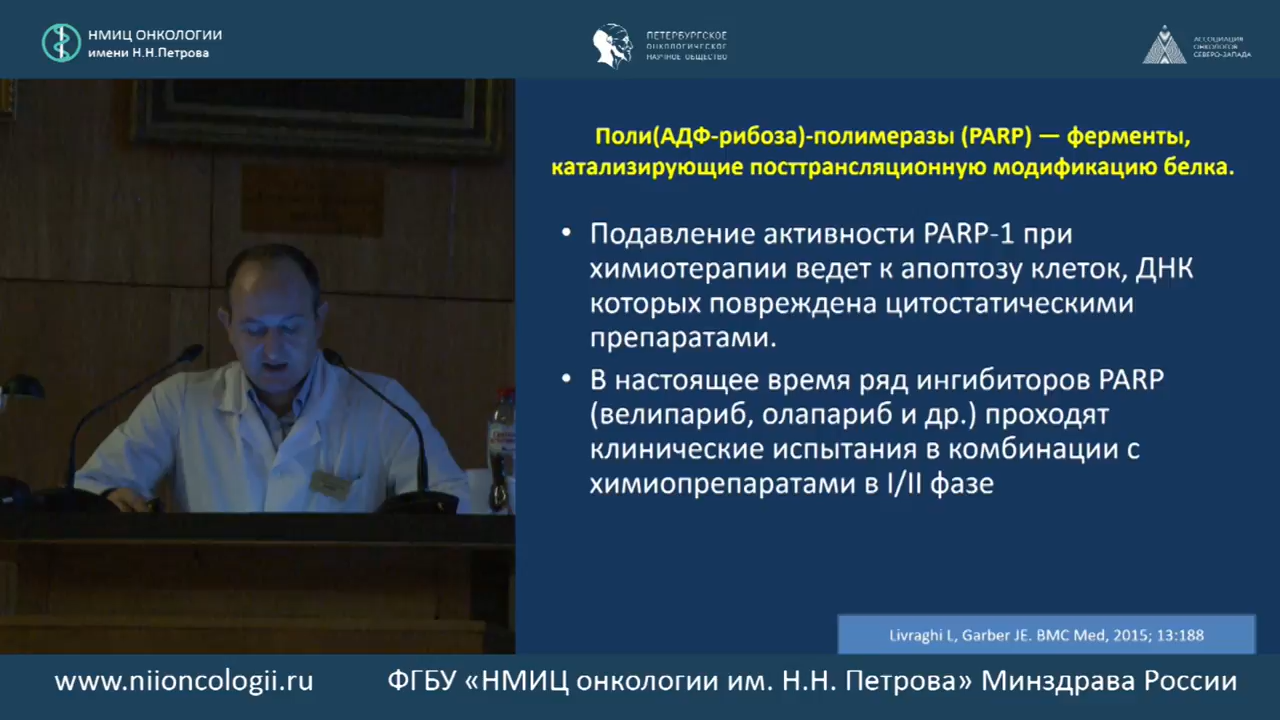 НМИЦ ОНКОЛОГИИ
имени Н.Н.Петрова
ПЕТЕРБУРГСКОЕ
ОНКОЛОГИЧЕСКОЕ
НАУЧНОЕ ОБЩЕСТВО
АССОЦИАЦИЯ
ОНКОЛОГОВ
СЕВЕРО-ЗАПАДА
Поли(АДФ-рибоза)-полимеразы (PARP) — ферменты,
катализирующие посттрансляционную модификацию белка.
• Подавление активности PARP-1 при
химиотерапии ведет к апоптозу клеток, ДНК
которых повреждена цитостатическими
препаратами.
• В настоящее время ряд ингибиторов PARP
(велипариб, олапариб и др.) проходят
клинические испытания в комбинации с
химиопрепаратами в I/II фазе
Livraghi L, Garber JE. BMC Med, 2015; 13:188
www.niioncologii.ru
ФГБУ «НМИЦ онкологии им. Н.Н. Петрова» Минздрава России